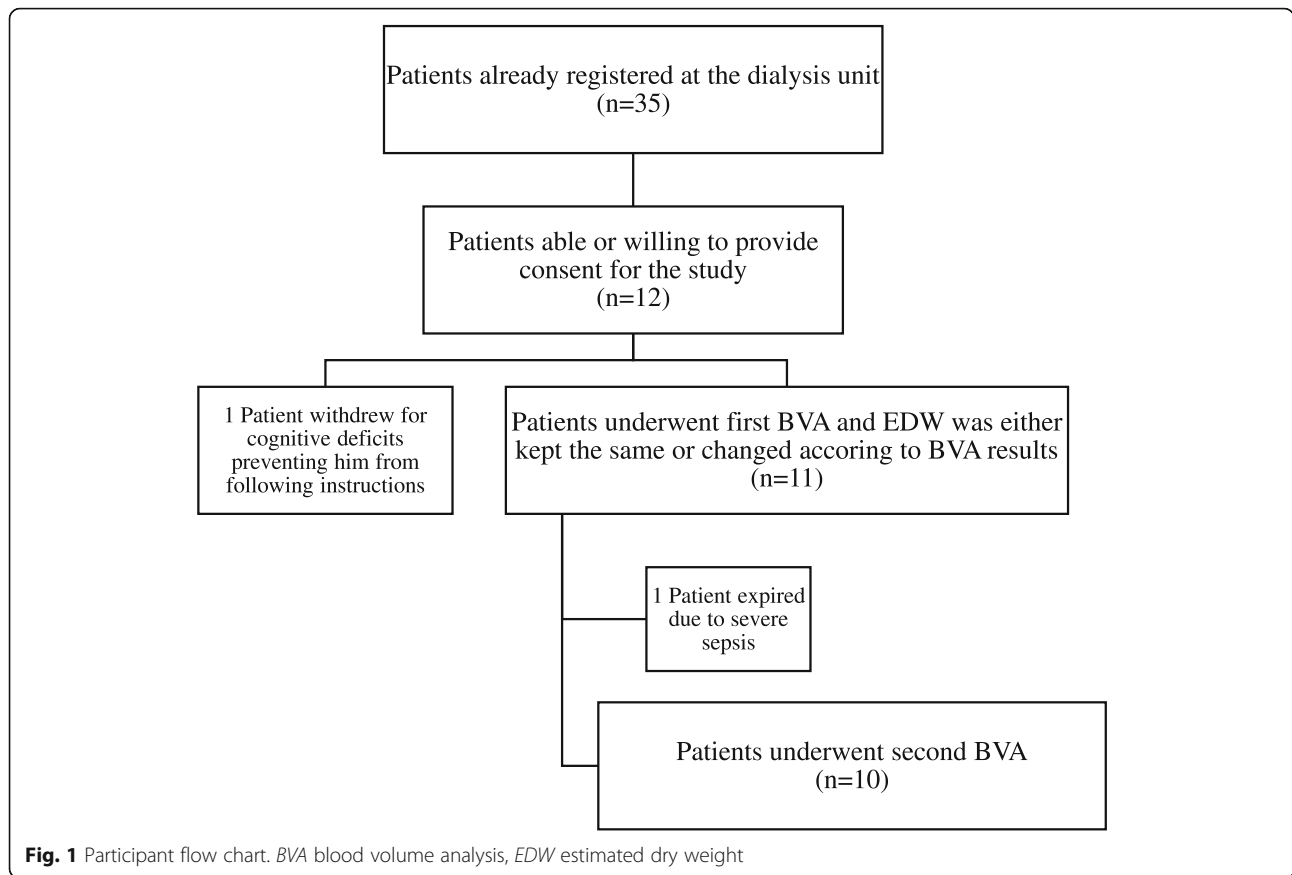 Patients already registered at the dialysis unit
(n=35)
Patients able or willing to provide
consent for the study
(n=12)
1 Patient withdrew for
cognitive deficits
preventing him from
following instructions
Patients underwent first BVA and EDW was either
kept the same or changed accoring to BVA results
(n=11)
1 Patient expired
due to severe
sepsis
Patients underwent second BVA
(n=10)
Fig. 1 Participant flow chart. BVA blood volume analysis, EDW estimated dry weight